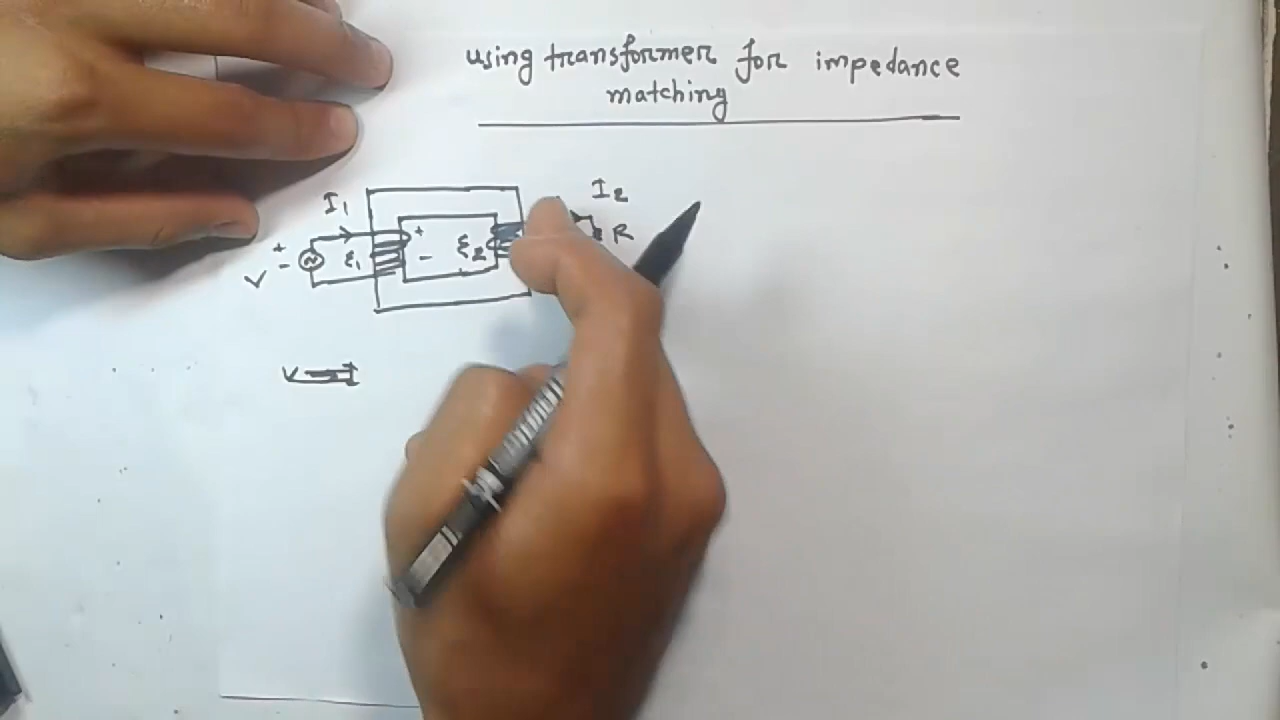 using transformer for impedance
matching
I2
I1
+ R
- ε1 + - ε2
V
V I